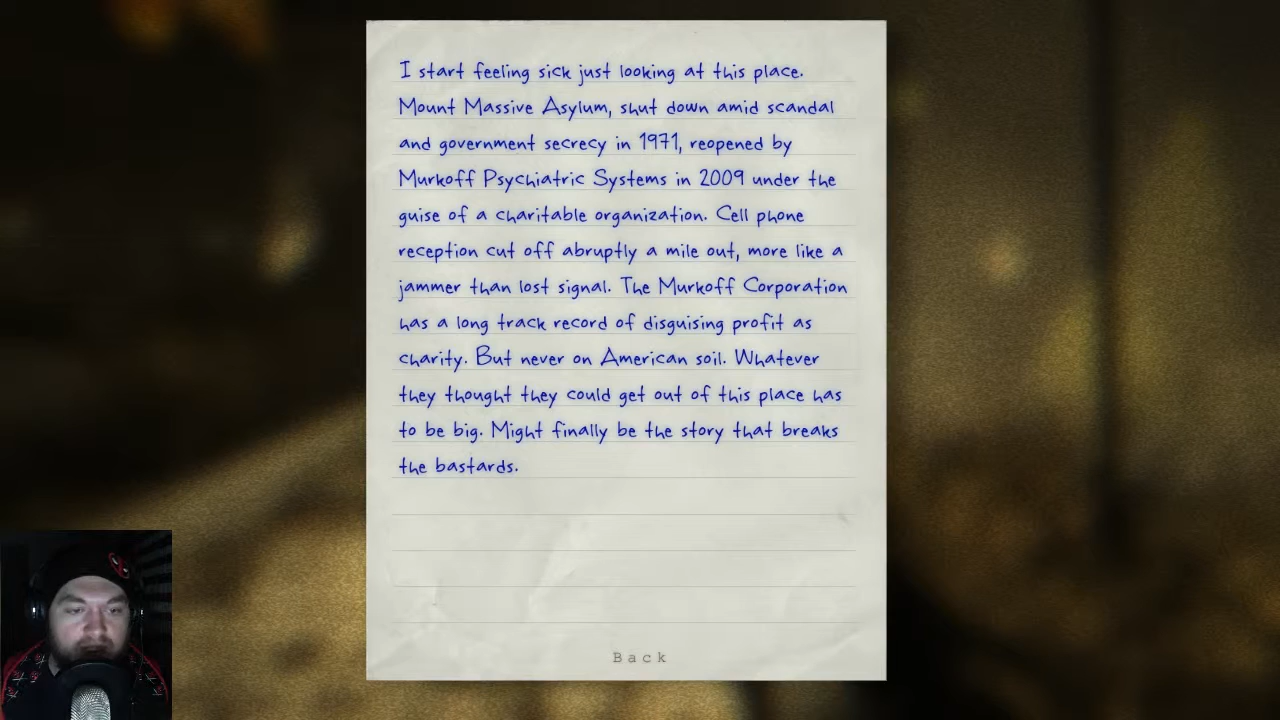 I start feeling sick just looking at this place.
Mount Massive Asylum, shut down amid scandal
and government secrecy in 1971, reopened by
Murkoff Psychiatric Systems in 2009 under the
guise of a charitable organization. Cell phone
reception cut off abruptly a mile out, more like a
jammer than lost signal. The Murkoff Corporation
has a long track record of disguising profit as
charity. But never on American soil. Whatever
they thought they could get out of this place has
to be big. Might finally be the story that breaks
the bastards.
Back